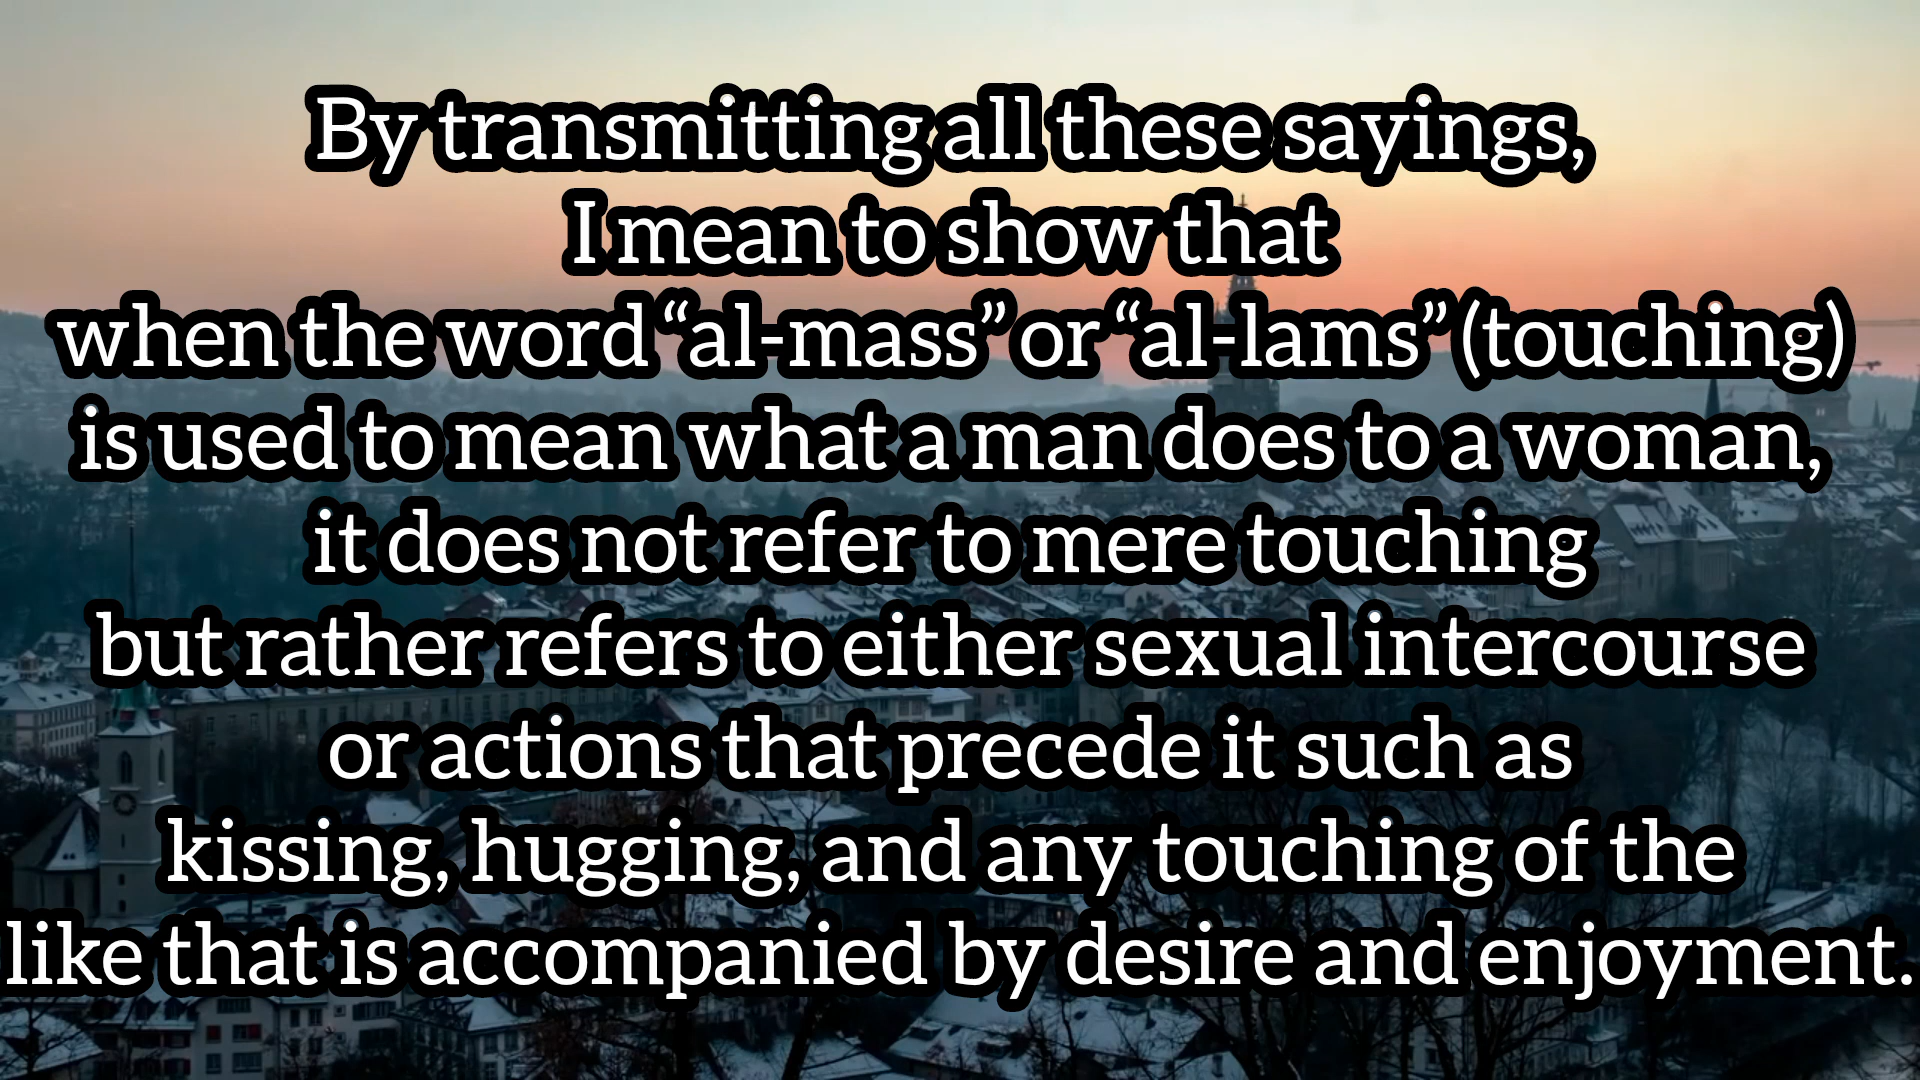 By transmitting all these sayings,
I mean to show that
when the word “al-mass” or “al-lams” (touching)
is used to mean what a man does to a woman,
it does not refer to mere touching
but rather refers to either sexual intercourse
or actions that precede it such as
kissing, hugging, and any touching of the
like that is accompanied by desire and enjoyment.